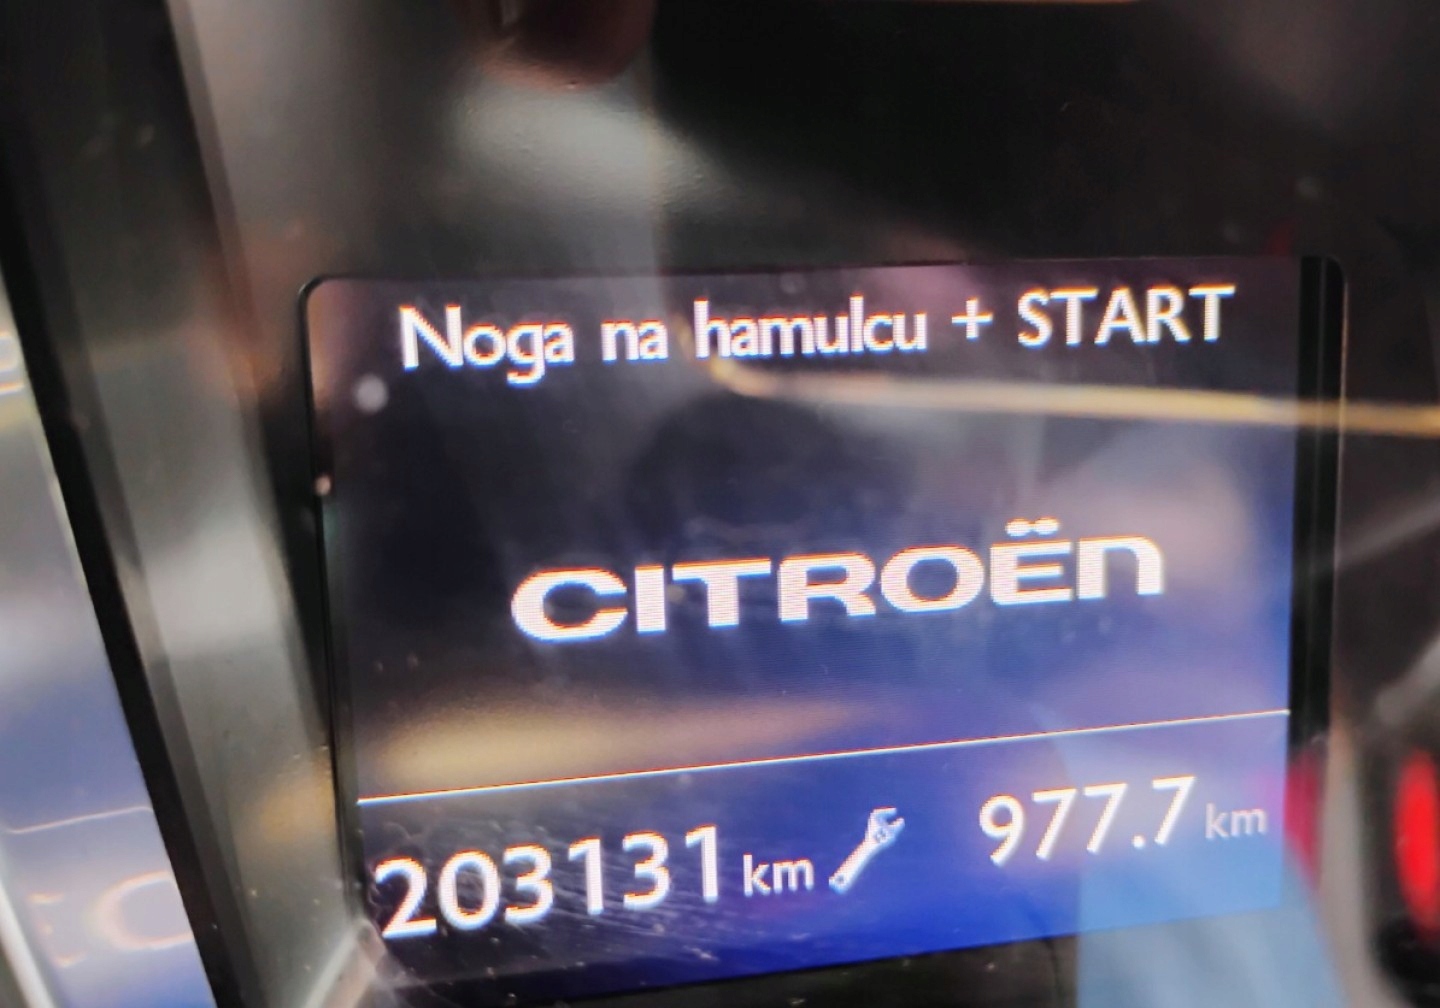 Noga na hamulcu + START
CITROËN
203131 km 977.7 km